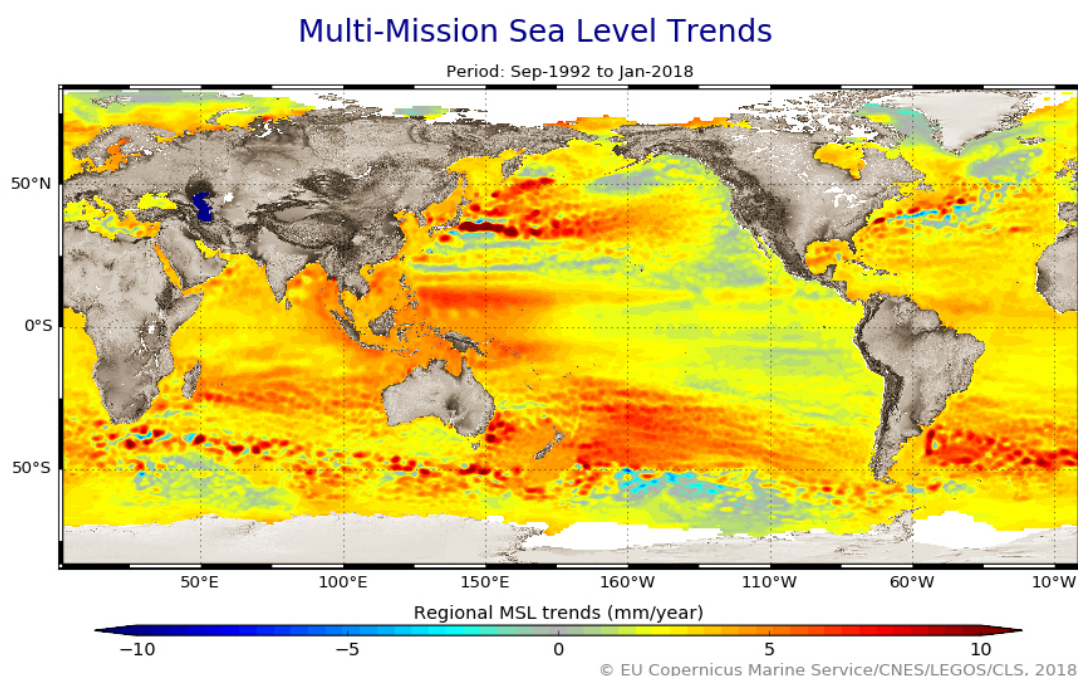 Multi-Mission Sea Level Trends
Period: Sep-1992 to Jan-2018
50°N
0°S
50°S
50°E 100°E 150°E 160°W 110°W 60°W 10°W
Regional MSL trends (mm/year)
−10 −5 0 5 10
© EU Copernicus Marine Service/CNES/LEGOS/CLS, 2018